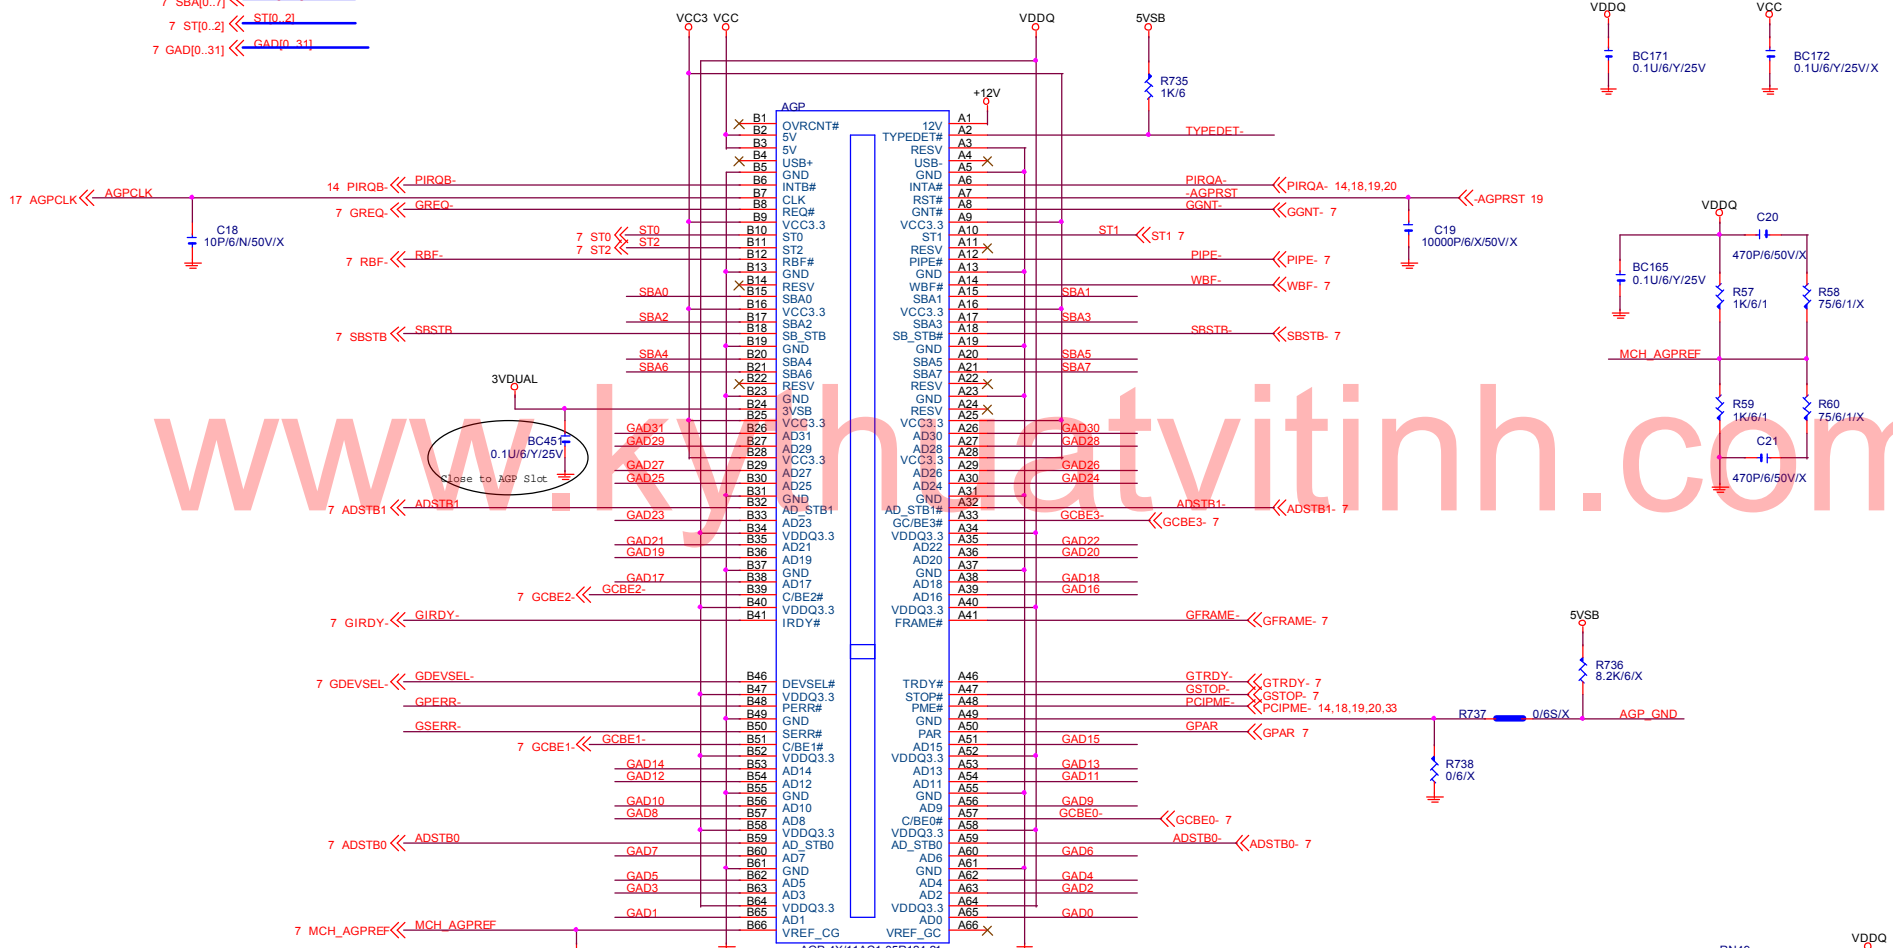 7 SBA[0..7]
7 ST[0..2] ST[0..2]
7 GAD[0..31] GAD[0..31]
VCC3 VCC
VDDQ
5VSB
R735
1K/6
+12V
VDDQ
BC171
0.1U/6/Y/25V
VCC
BC172
0.1U/6/Y/25V/X
AGP
B1 OVRCNT# 12V A1
B2 5V TYPEDET# A2 TYPEDET-
B3 5V RESV A3
B4 USB+ USB- A4
B5 GND GND A5
14 PIRQB- PIRQB- B6 INTB# INTA# A6 PIRQA- PIRQA- 14,18,19,20
17 AGPCLK AGPCLK B7 CLK RST# A7 -AGPRST -AGPRST 19
7 GREQ- GREQ- B8 REQ# GNT# A8 GGNT- GGNT- 7
B9 VCC3.3 VCC3.3 A9
7 ST0 ST0 B10 ST0 ST1 A10 ST1 ST1 7
7 ST2 ST2 B11 ST2 RESV A11
7 RBF- RBF- B12 RBF# PIPE# A12 PIPE- PIPE- 7
B13 GND GND A13
B14 RESV WBF# A14 WBF- WBF- 7
SBA0 B15 SBA0 SBA1 A15 SBA1
B16 VCC3.3 VCC3.3 A16
SBA2 B17 SBA2 SBA3 A17 SBA3
7 SBSTB SBSTB B18 SB_STB SB_STB# A18 SBSTB- SBSTB- 7
B19 GND GND A19
SBA4 B20 SBA4 SBA5 A20 SBA5
SBA6 B21 SBA6 SBA7 A21 SBA7
B22 RESV RESV A22
B23 GND GND A23
B24 3VSB RESV A24
B25 VCC3.3 VCC3.3 A25
GAD31 B26 AD31 AD30 A26 GAD30
GAD29 B27 AD29 AD28 A27 GAD28
B28 VCC3.3 VCC3.3 A28
GAD27 B29 AD27 AD26 A29 GAD26
GAD25 B30 AD25 AD24 A30 GAD24
B31 GND GND A31
7 ADSTB1 ADSTB1 B32 AD_STB1 AD_STB1# A32 ADSTB1- ADSTB1- 7
GAD23 B33 AD23 GC/BE3# A33 GCBE3- GCBE3- 7
B34 VDDQ3.3 VDDQ3.3 A34
GAD21 B35 AD21 AD22 A35 GAD22
GAD19 B36 AD19 AD20 A36 GAD20
B37 GND GND A37
GAD17 B38 AD17 AD18 A38 GAD18
7 GCBE2- GCBE2- B39 C/BE2# AD16 A39 GAD16
B40 VDDQ3.3 VDDQ3.3 A40
7 GIRDY- GIRDY- B41 IRDY# FRAME# A41 GFRAME- GFRAME- 7
7 GDEVSEL- GDEVSEL- B46 DEVSEL# TRDY# A46 GTRDY- GTRDY- 7
B47 VDDQ3.3 STOP# A47 GSTOP- GSTOP- 7
GPERR- B48 PERR# PME# A48 PCIPME- PCIPME- 14,18,19,20,33
B49 GND GND A49
GSERR- B50 SERR# PAR A50 GPAR GPAR 7
7 GCBE1- GCBE1- B51 C/BE1# AD15 A51 GAD15
B52 VDDQ3.3 VDDQ3.3 A52
GAD14 B53 AD14 AD13 A53 GAD13
GAD12 B54 AD12 AD11 A54 GAD11
B55 GND GND A55
GAD10 B56 AD10 AD9 A56 GAD9
GAD8 B57 AD8 C/BE0# A57 GCBE0- GCBE0- 7
B58 VDDQ3.3 VDDQ3.3 A58
7 ADSTB0 ADSTB0 B59 AD_STB0 AD_STB0# A59 ADSTB0- ADSTB0- 7
GAD7 B60 AD7 AD6 A60 GAD6
B61 GND GND A61
GAD5 B62 AD5 AD4 A62 GAD4
GAD3 B63 AD3 AD2 A63 GAD2
B64 VDDQ3.3 VDDQ3.3 A64
GAD1 B65 AD1 AD0 A65 GAD0
7 MCH_AGPREF MCH_AGPREF B66 VREF_CG VREF_GC A66
C18
10P/6/N/50V/X
C19
10000P/6/X/50V/X
3VDUAL
BC451
0.1U/6/Y/25V
Close to AGP Slot
VDDQ
C20
470P/6/50V/X
BC165
0.1U/6/Y/25V
R57
1K/6/1
R58
75/6/1/X
MCH_AGPREF
R59
1K/6/1
R60
75/6/1/X
C21
470P/6/50V/X
www.kythuatvitinh.com
5VSB
R736
8.2K/6/X
R737 0/6S/X AGP_GND
R738
0/6/X
VDDQ